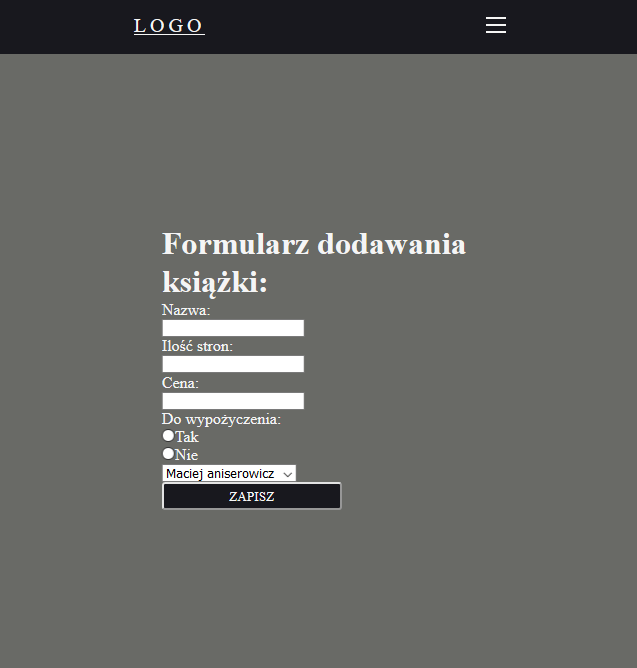 LOGO
Formularz dodawania
książki:
Nazwa:
Ilość stron:
Cena:
Do wypożyczenia:
Tak
Nie
Maciej aniserowicz
ZAPISZ